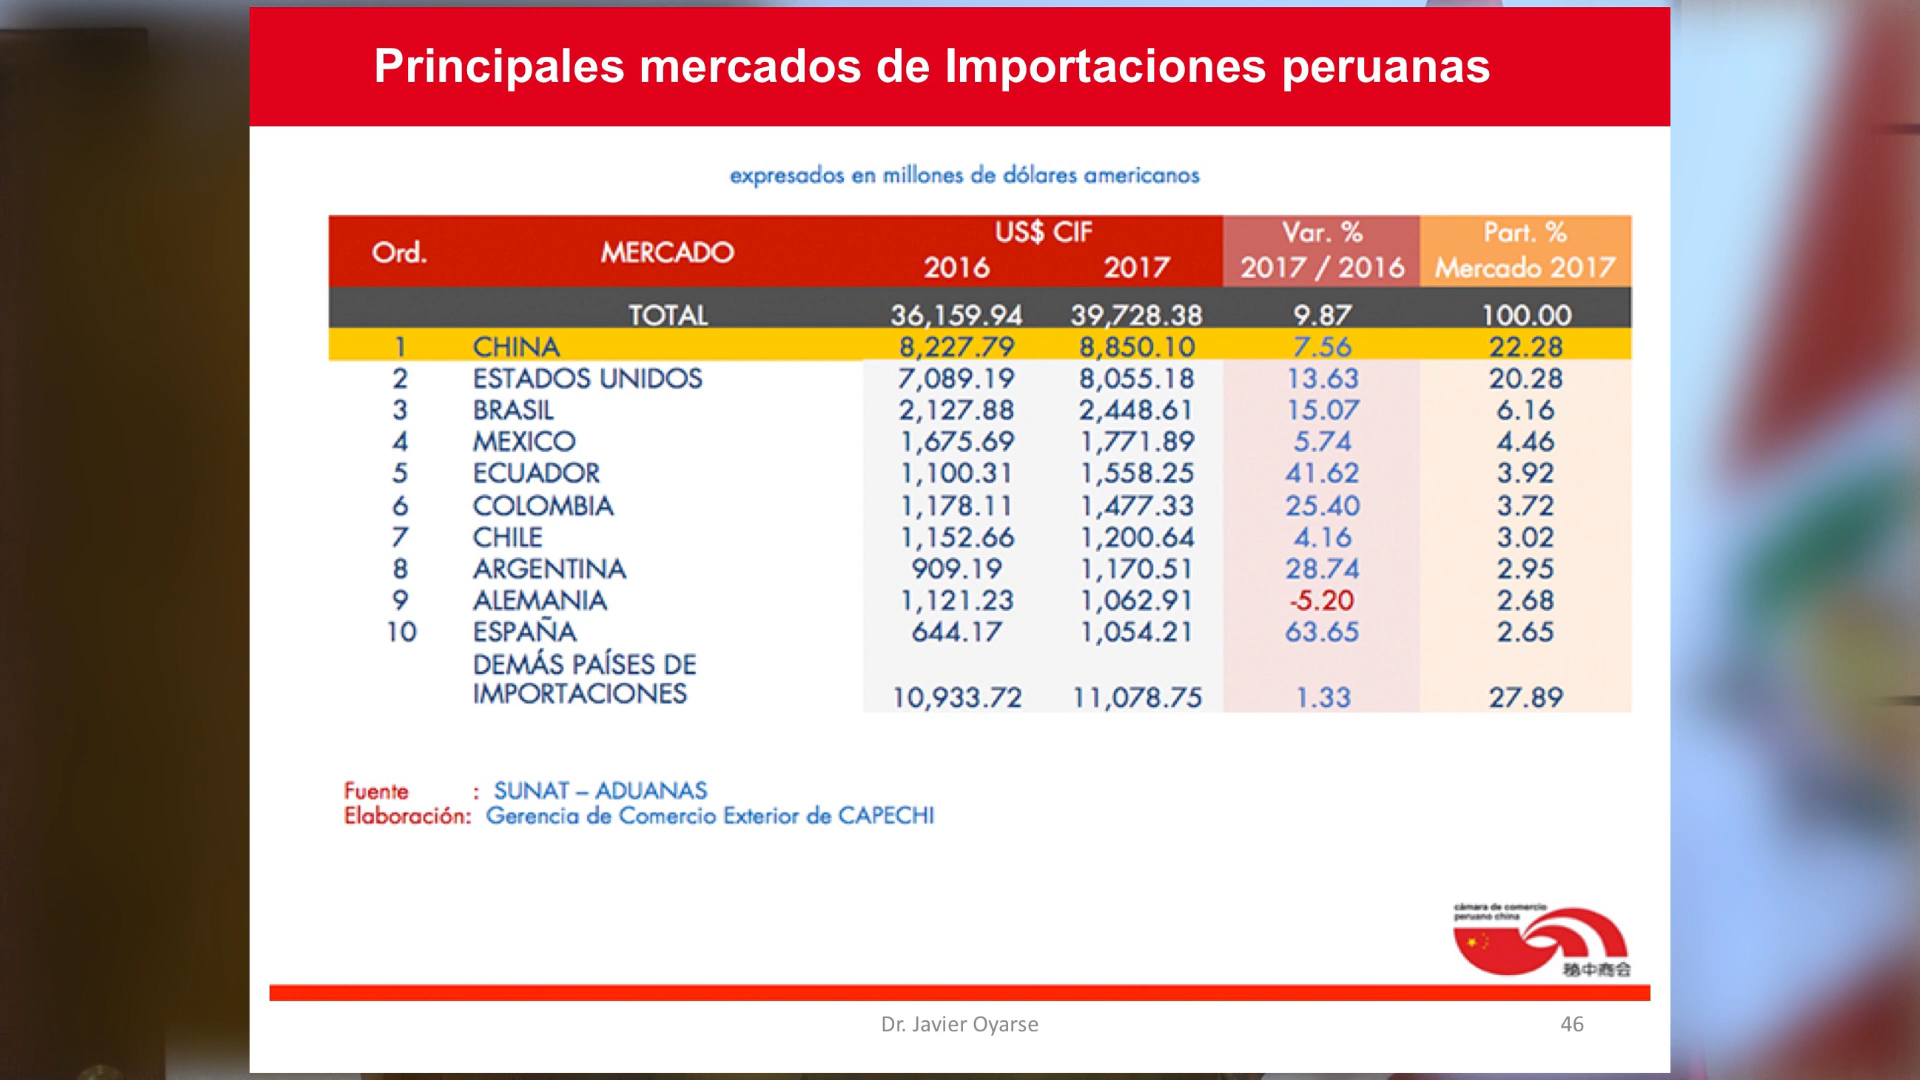 Principales mercados de Importaciones peruanas
expresados en millones de dólares americanos
Ord. MERCADO US$ CIF Var. % Part. %
2016 2017 2017 / 2016 Mercado 2017
TOTAL 36,159.94 39,728.38 9.87 100.00
1 CHINA 8,227.79 8,850.10 7.56 22.28
2 ESTADOS UNIDOS 7,089.19 8,055.18 13.63 20.28
3 BRASIL 2,127.88 2,448.61 15.07 6.16
4 MEXICO 1,675.69 1,771.89 5.74 4.46
5 ECUADOR 1,100.31 1,558.25 41.62 3.92
6 COLOMBIA 1,178.11 1,477.33 25.40 3.72
7 CHILE 1,152.66 1,200.64 4.16 3.02
8 ARGENTINA 909.19 1,170.51 28.74 2.95
9 ALEMANIA 1,121.23 1,062.91 -5.20 2.68
10 ESPAÑA 644.17 1,054.21 63.65 2.65
DEMÁS PAÍSES DE
IMPORTACIONES 10,933.72 11,078.75 1.33 27.89
Fuente : SUNAT – ADUANAS
Elaboración: Gerencia de Comercio Exterior de CAPECHI
cámara de comercio
peruano china
秘中商会
Dr. Javier Oyarse
46